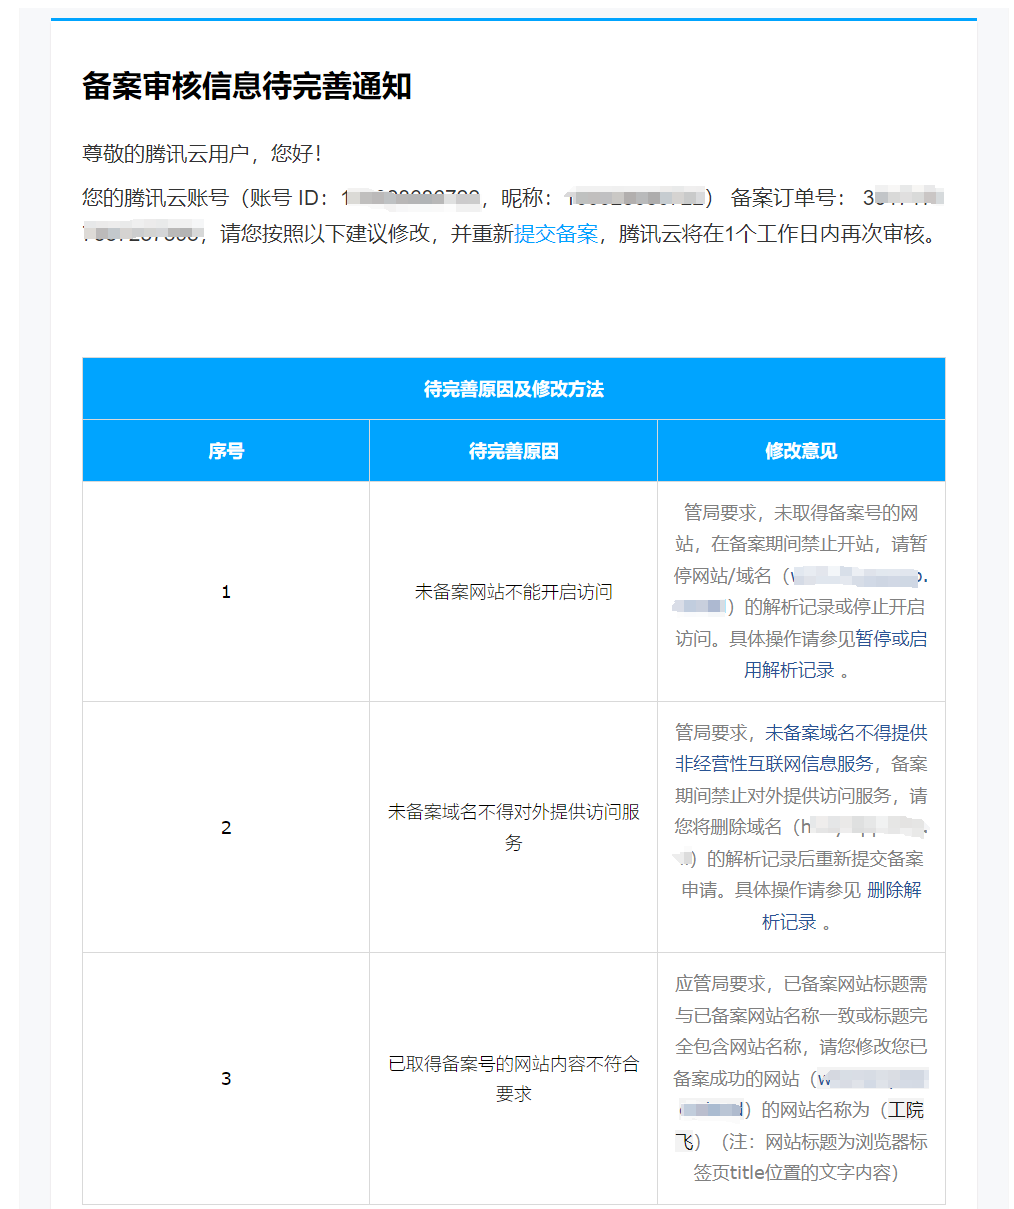 备案审核信息待完善通知
尊敬的腾讯云用户，您好！
您的腾讯云账号（账号 ID：1，昵称：） 备案订单号：
，请您按照以下建议修改，并重新提交备案，腾讯云将在1个工作日内再次审核。
待完善原因及修改方法
序号
待完善原因
修改意见
1
未备案网站不能开启访问
管局要求，未取得备案号的网
站，在备案期间禁止开站，请暂
停网站/域名（
）的解析记录或停止开启
访问。具体操作请参见暂停或启
用解析记录 。
2
未备案域名不得对外提供访问服
务
管局要求，未备案域名不得提供
非经营性互联网信息服务，备案
期间禁止对外提供访问服务，请
您将删除域名（h
）的解析记录后重新提交备案
申请。具体操作请参见 删除解
析记录 。
3
已取得备案号的网站内容不符合
要求
应管局要求，已备案网站标题需
与已备案网站名称一致或标题完
全包含网站名称，请您修改您已
备案成功的网站（w
）的网站名称为（工院
飞）（注：网站标题为浏览器标
签页title位置的文字内容）